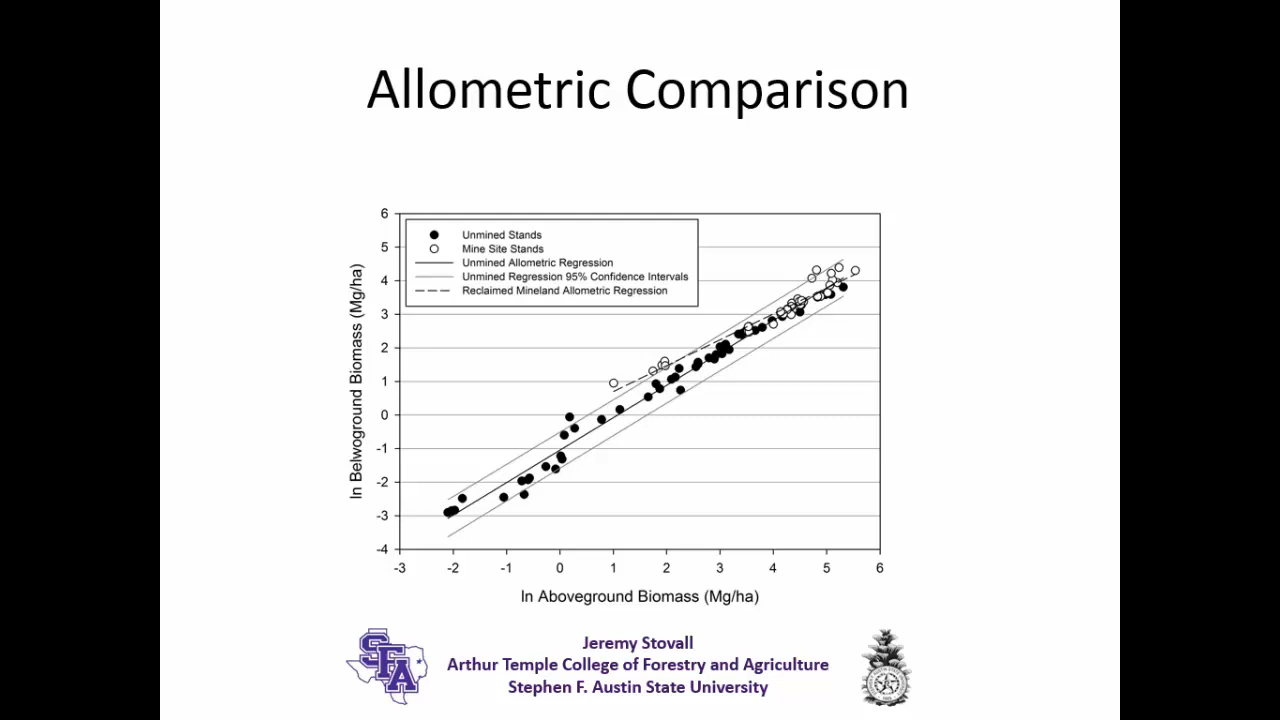 Allometric Comparison
Unmined Stands
Mine Site Stands
Unmined Allometric Regression
Unmined Regression 95% Confidence Intervals
Reclaimed Mineland Allometric Regression
ln Belwoground Biomass (Mg/ha)
6
5
4
3
2
1
0
-1
-2
-3
-4
-3 -2 -1 0 1 2 3 4 5 6
ln Aboveground Biomass (Mg/ha)
SFA
Jeremy Stovall
Arthur Temple College of Forestry and Agriculture
Stephen F. Austin State University